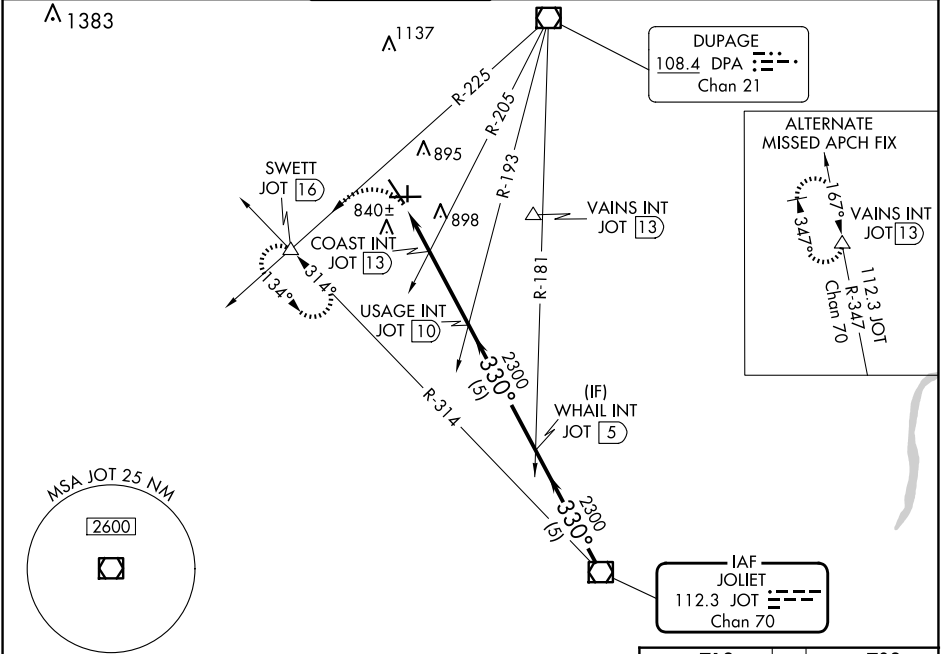 1383
1137
DUPAGE
108.4 DPA
Chan 21
R-225
R-205
R-193
R-181
895
898
840±
SWETT
JOT 16
COAST INT
JOT 13
VAINS INT
JOT 13
USAGE INT
JOT 10
134°
314°
R-314
2300
330°
(5)
(IF)
WHAIL INT
JOT 5
2300
330°
(5)
ALTERNATE
MISSED APCH FIX
167°
347°
VAINS INT
JOT 13
112.3 JOT
R-347
Chan 70
MSA JOT 25 NM
2600
IAF
JOLIET
112.3 JOT
Chan 70